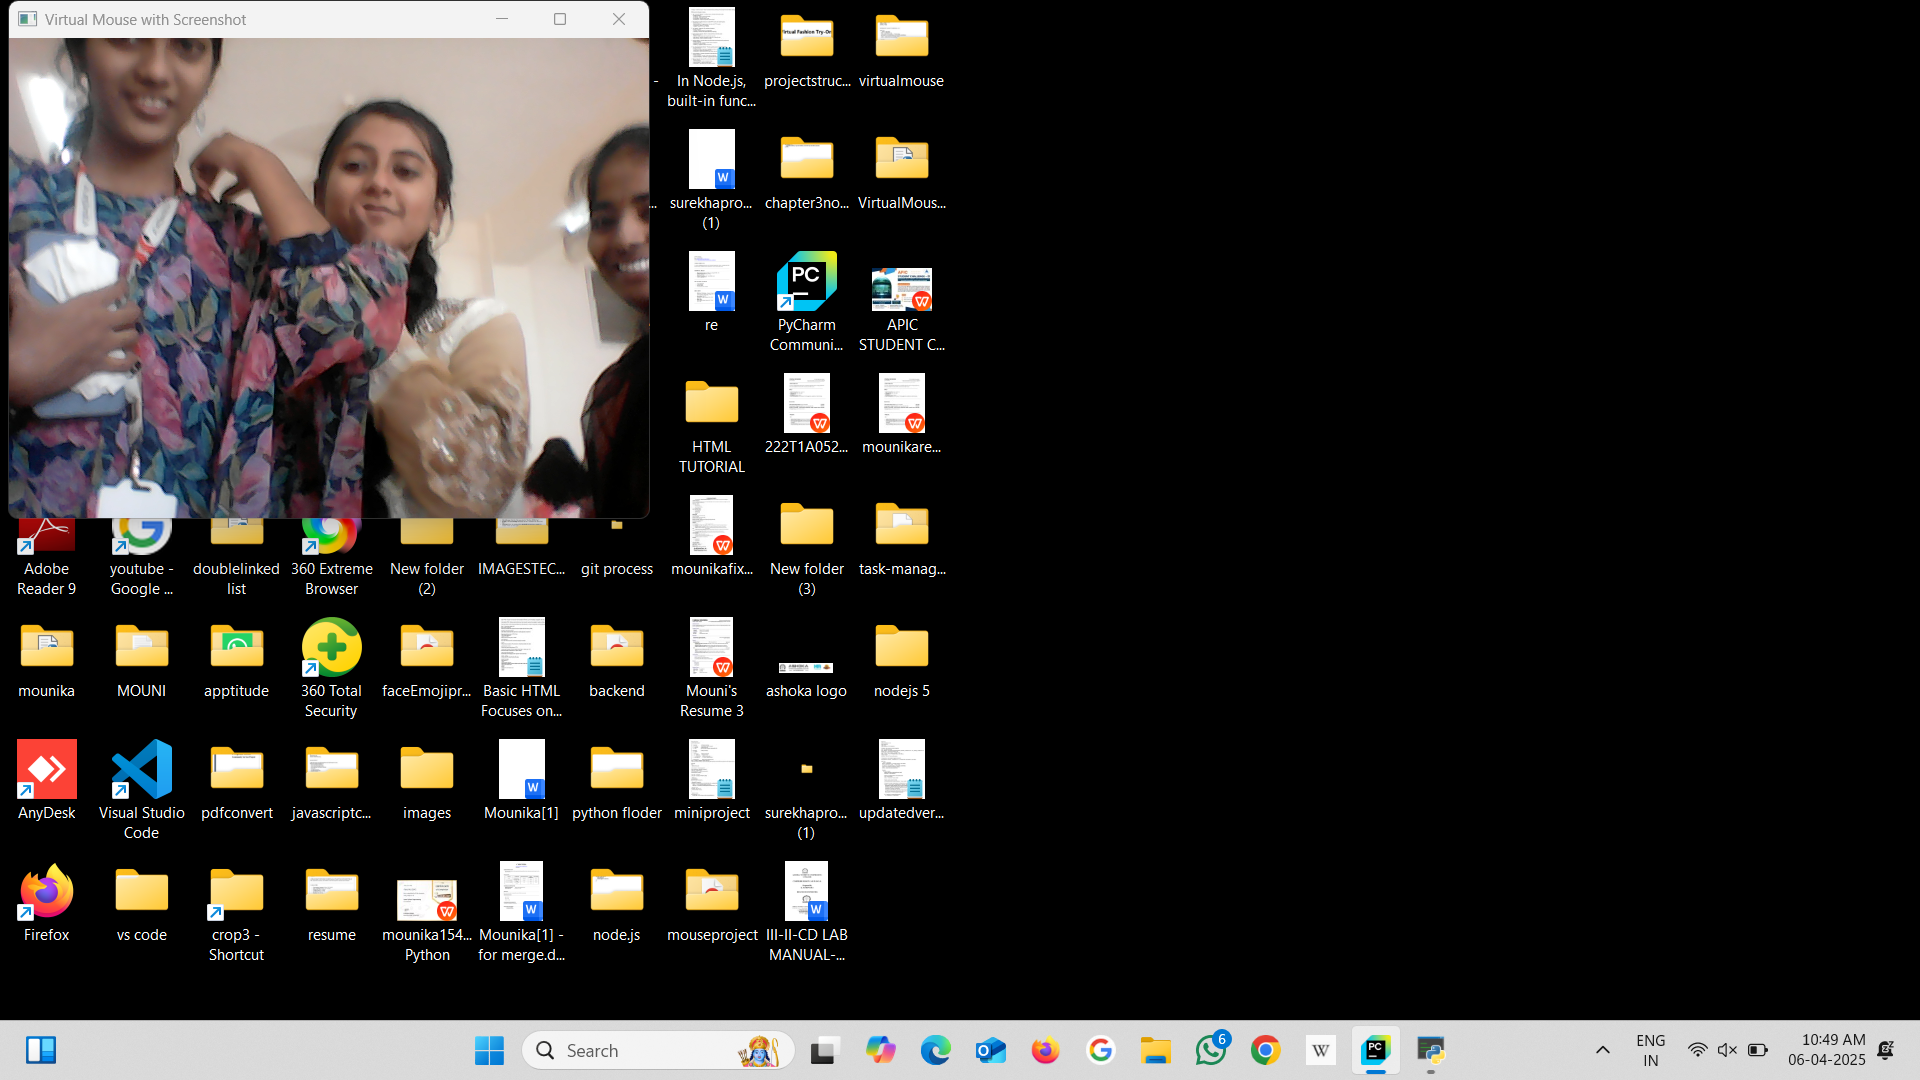 Virtual Mouse with Screenshot
In Node.js,
built-in func...
projectstruc...
virtualmouse
surekhapro...
(1)
chapter3no...
VirtualMous...
re
PyCharm
Communi...
APIC
STUDENT C...
HTML
TUTORIAL
222T1A052...
mounikare...
Adobe
Reader 9
youtube -
Google ...
doublelinked
list
360 Extreme
Browser
New folder
(2)
IMAGESTEC...
git process
mounikafix...
New folder
(3)
task-manag...
mounika
MOUNI
apptitude
360 Total
Security
faceEmojipr...
Basic HTML
Focuses on...
backend
Mouni's
Resume 3
ashoka logo
nodejs 5
AnyDesk
Visual Studio
Code
pdfconvert
javascriptc...
images
Mounika[1]
python floder
miniproject
surekhapro...
(1)
updatedver...
Firefox
vs code
crop3 -
Shortcut
resume
mounika154...
Python
Mounika[1] -
for merge.d...
node.js
mouseproject
III-II-CD LAB
MANUAL-...
Search
6
ENG
IN
10:49 AM
06-04-2025